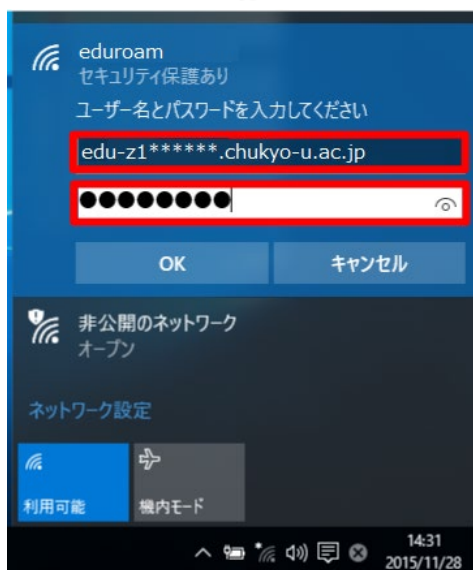 eduroam
セキュリティ保護あり
ユーザー名とパスワードを入力してください
edu-z1******.chukyo-u.ac.jp
●●●●●●●●
OK
キャンセル
非公開のネットワーク
オープン
ネットワーク設定
利用可能
機内モード
14:31
2015/11/28